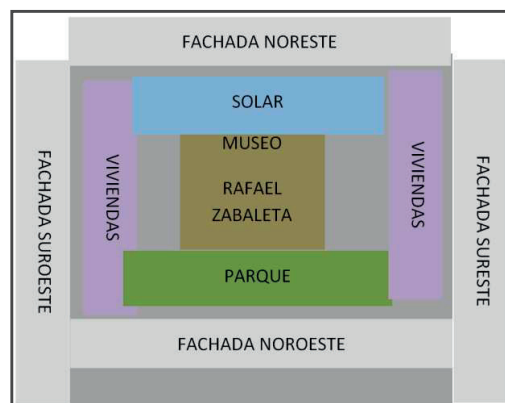 FACHADA NORESTE
SOLAR
MUSEO
RAFAEL
ZABALETA
VIVIENDAS
VIVIENDAS
FACHADA SUROESTE
FACHADA SURESTE
PARQUE
FACHADA NOROESTE